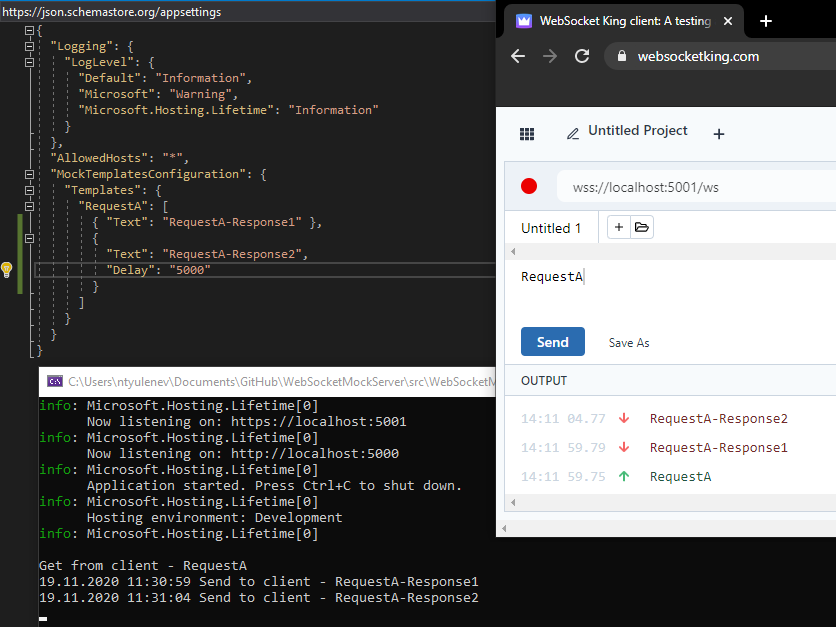 https://json.schemastore.org/appsettings
{
"Logging": {
"LogLevel": {
"Default": "Information",
"Microsoft": "Warning",
"Microsoft.Hosting.Lifetime": "Information"
}
},
"AllowedHosts": "*",
"MockTemplatesConfiguration": {
"Templates": {
"RequestA": [
{ "Text": "RequestA-Response1" },
{
"Text": "RequestA-Response2",
"Delay": "5000"
}
]
}
}
}
C:\Users\ntyulenev\Documents\GitHub\WebSocketMockServer\src\WebSocketM
info: Microsoft.Hosting.Lifetime[0]
Now listening on: https://localhost:5001
info: Microsoft.Hosting.Lifetime[0]
Now listening on: http://localhost:5000
info: Microsoft.Hosting.Lifetime[0]
Application started. Press Ctrl+C to shut down.
info: Microsoft.Hosting.Lifetime[0]
Hosting environment: Development
info: Microsoft.Hosting.Lifetime[0]
Get from client - RequestA
19.11.2020 11:30:59 Send to client - RequestA-Response1
19.11.2020 11:31:04 Send to client - RequestA-Response2
WebSocket King client: A testing
websocketking.com
Untitled Project
wss://localhost:5001/ws
Untitled 1
RequestA
Send Save As
OUTPUT
14:11 04.77 RequestA-Response2
14:11 59.79 RequestA-Response1
14:11 59.75 RequestA